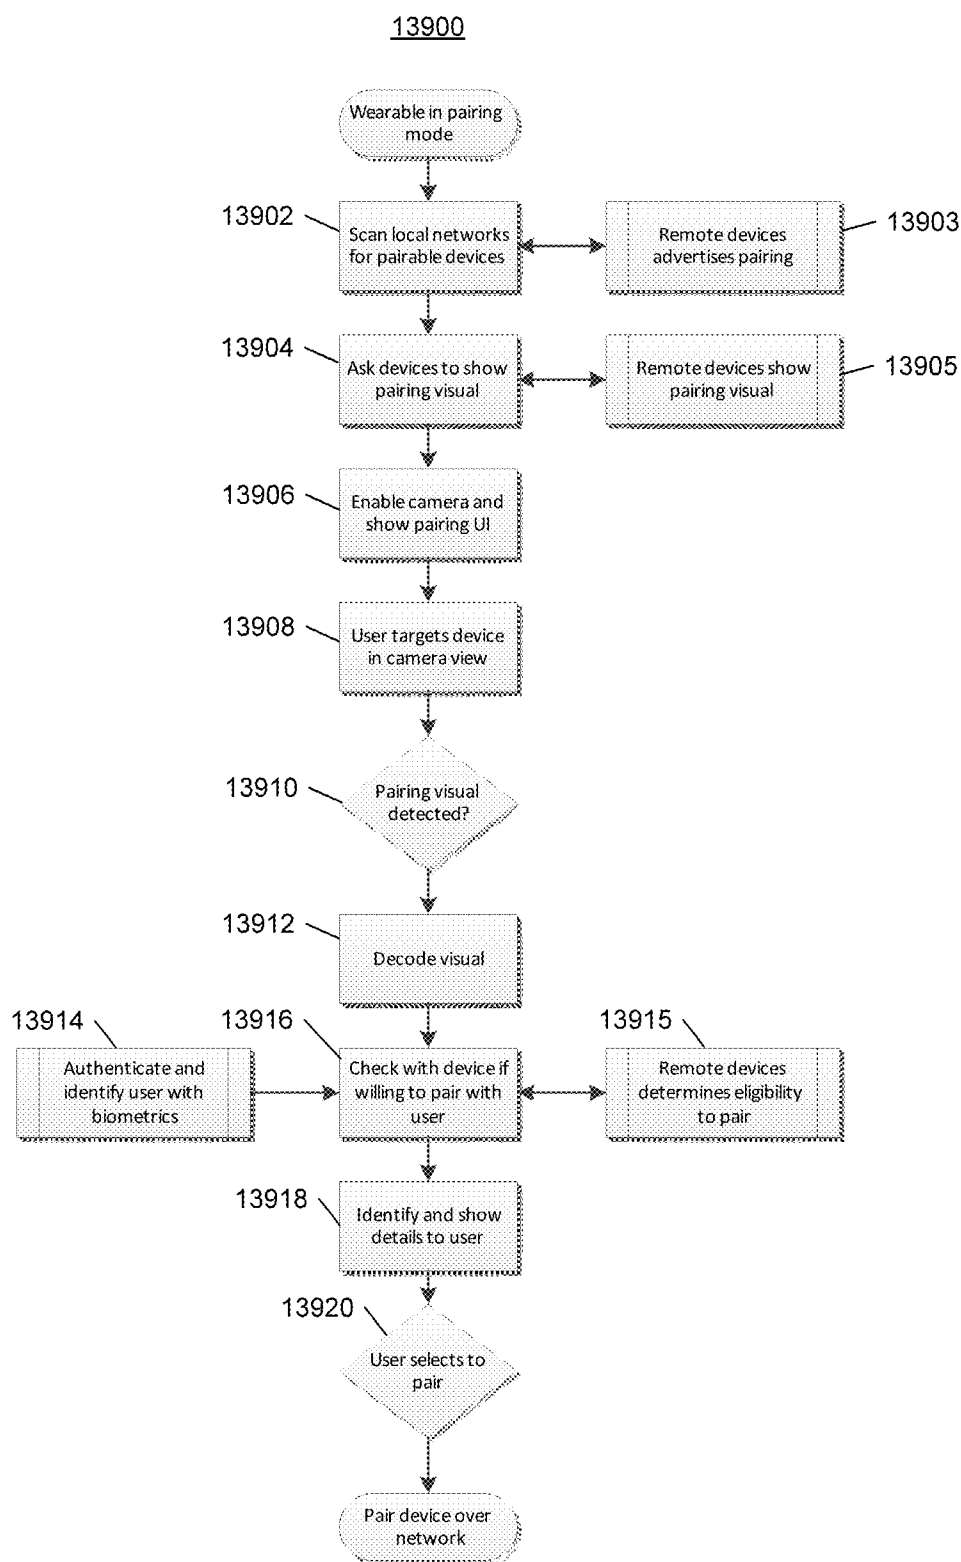 13900
Wearable in pairing
mode
13902
Scan local networks
for pairable devices
Remote devices
advertises pairing
13903
13904
Ask devices to show
pairing visual
Remote devices show
pairing visual
13905
13906
Enable camera and
show pairing UI
13908
User targets device
in camera view
13910
Pairing visual
detected?
13912
Decode visual
13914
Authenticate and
identify user with
biometrics
13916
Check with device if
willing to pair with
user
13915
Remote devices
determines eligibility
to pair
13918
Identify and show
details to user
13920
User selects to
pair
Pair device over
network